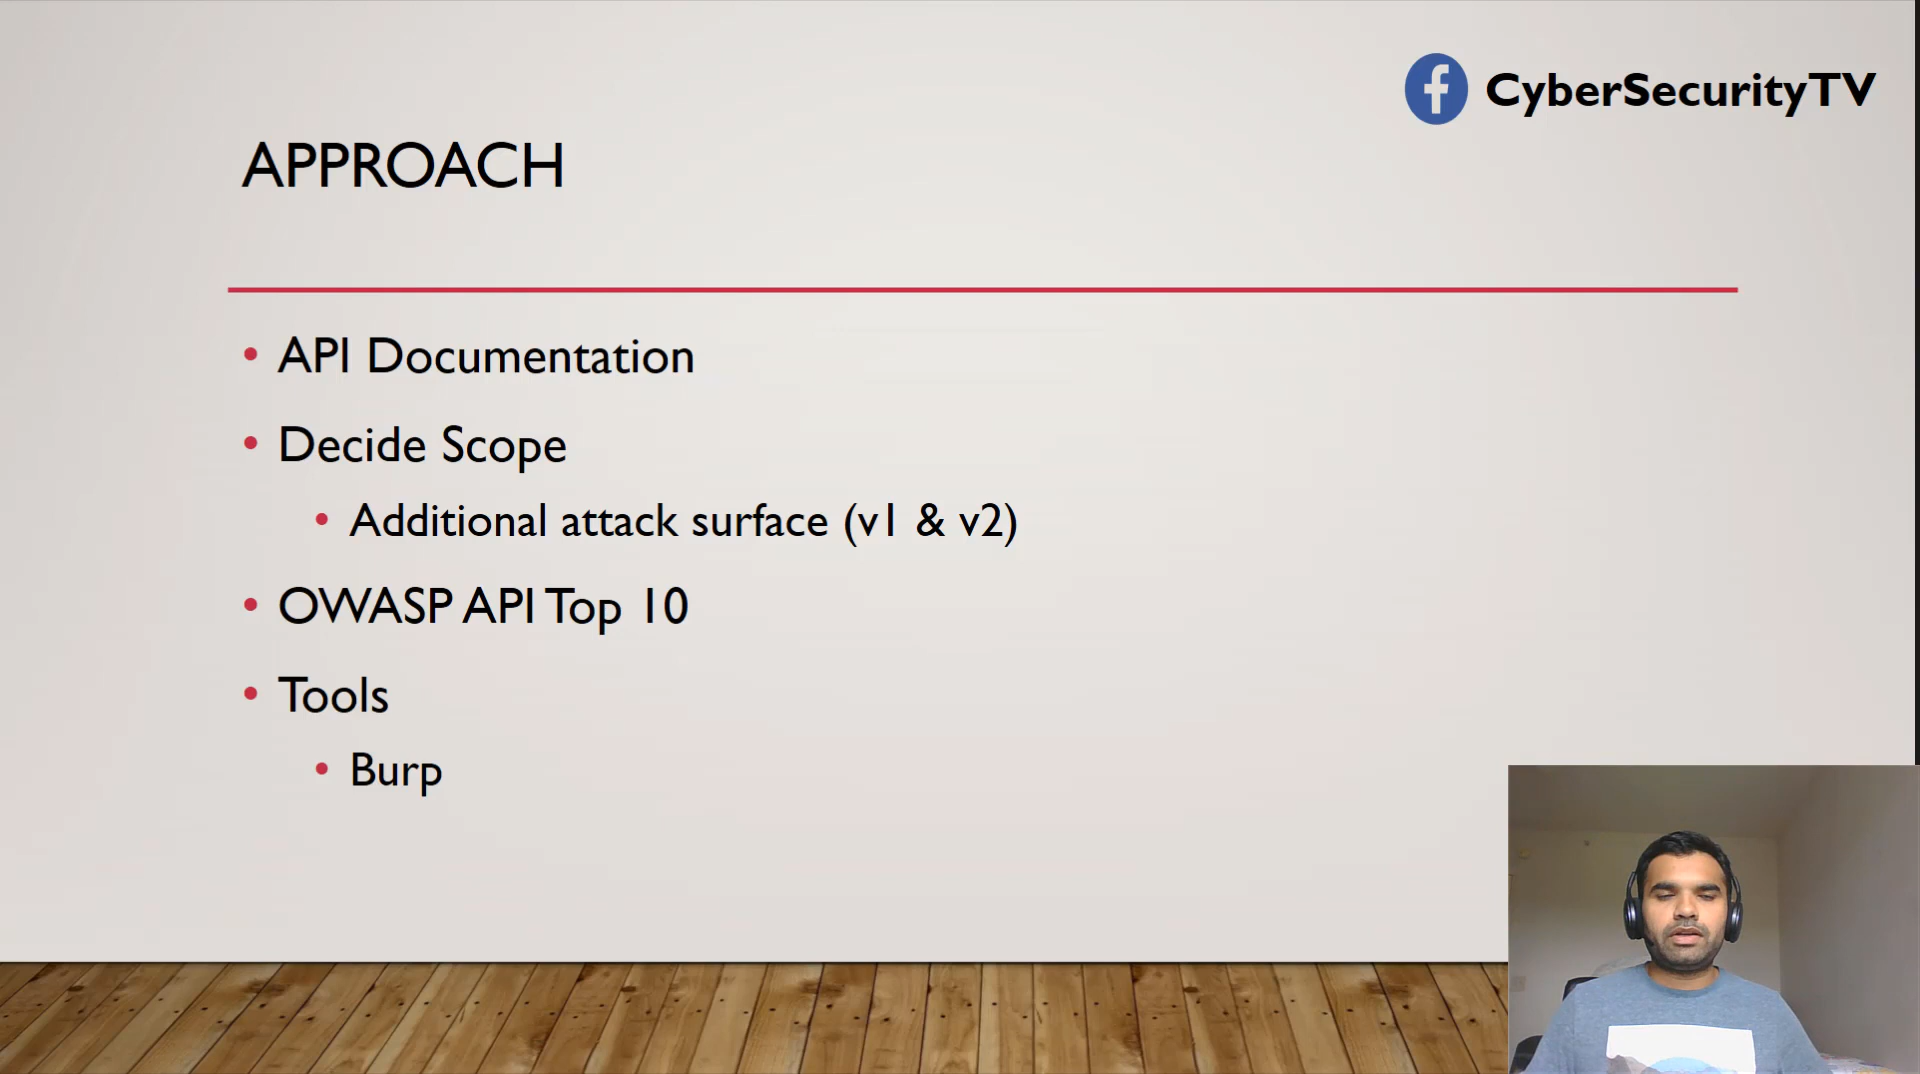 CyberSecurityTV
APPROACH
• API Documentation
• Decide Scope
• Additional attack surface (v1 & v2)
• OWASP API Top 10
• Tools
• Burp